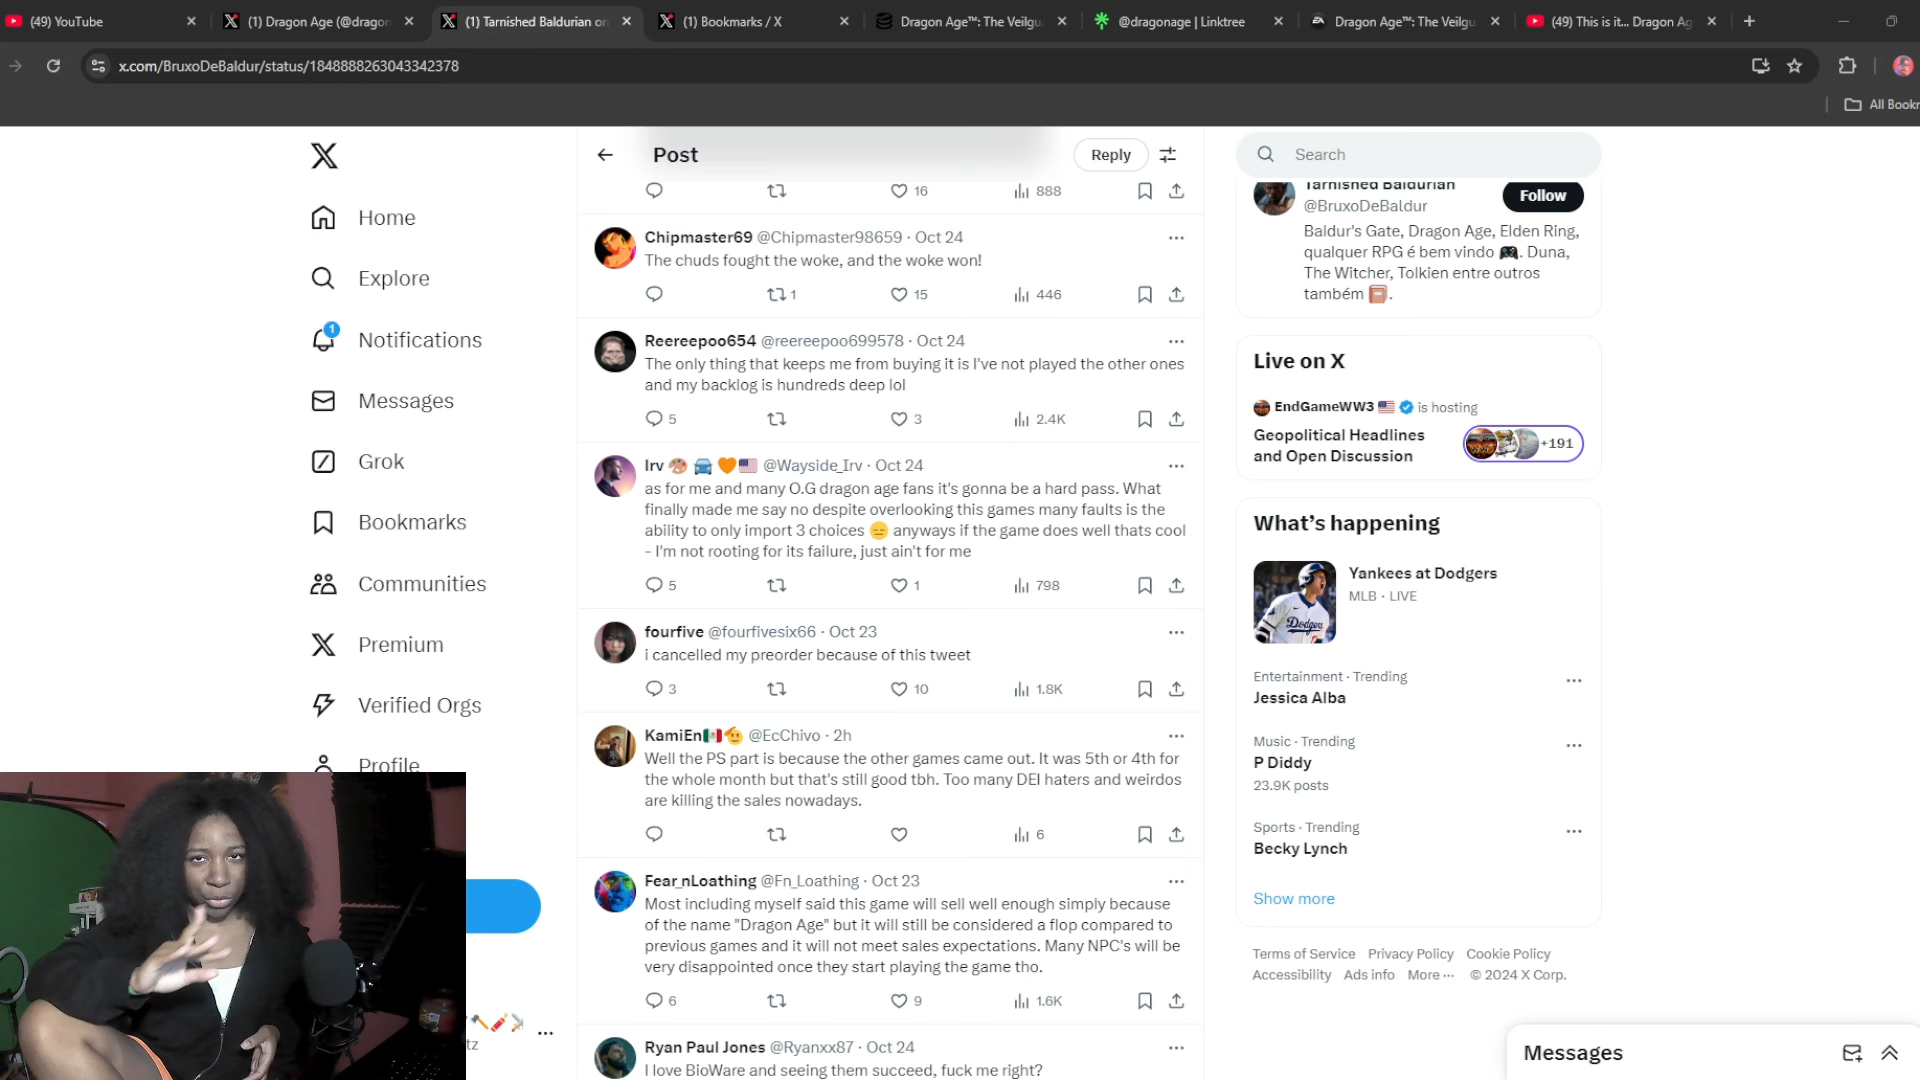 (49) YouTube
(1) Dragon Age (@dragon
(1) Tarnished Baldurian on
(1) Bookmarks / X
Dragon Age™: The Veilgu
@dragonage | Linktree
Dragon Age™: The Veilgu
(49) This is it... Dragon Ag
x.com/BruxoDeBaldur/status/1848888263043342378
All Bookr
Home
Explore
1
Notifications
Messages
Grok
Bookmarks
Communities
Premium
Verified Orgs
Profile
tz
Post
Reply
16
888
Chipmaster69 @Chipmaster98659 · Oct 24
The chuds fought the woke, and the woke won!
1
15
446
Reereepoo654 @reereepoo699578 · Oct 24
The only thing that keeps me from buying it is I've not played the other ones
and my backlog is hundreds deep lol
5
3
2.4K
Irv 🎨 🚘 🧡🇺🇸 @Wayside_Irv · Oct 24
as for me and many O.G dragon age fans it's gonna be a hard pass. What
finally made me say no despite overlooking this games many faults is the
ability to only import 3 choices 😑 anyways if the game does well thats cool
- I'm not rooting for its failure, just ain't for me
5
1
798
fourfive @fourfivesix66 · Oct 23
i cancelled my preorder because of this tweet
3
10
1.8K
KamiEn🇲🇽🫡 @EcChivo · 2h
Well the PS part is because the other games came out. It was 5th or 4th for
the whole month but that's still good tbh. Too many DEI haters and weirdos
are killing the sales nowadays.
6
Fear_nLoathing @Fn_Loathing · Oct 23
Most including myself said this game will sell well enough simply because
of the name "Dragon Age" but it will still be considered a flop compared to
previous games and it will not meet sales expectations. Many NPC's will be
very disappointed once they start playing the game tho.
6
9
1.6K
Ryan Paul Jones @Ryanxx87 · Oct 24
I love BioWare and seeing them succeed, fuck me right?
Search
Tarnished Baldurian
@BruxoDeBaldur
Follow
Baldur's Gate, Dragon Age, Elden Ring,
qualquer RPG é bem vindo 🎮. Duna,
The Witcher, Tolkien entre outros
também 📔.
Live on X
EndGameWW3 🇺🇸 is hosting
Geopolitical Headlines
and Open Discussion
+191
What's happening
Yankees at Dodgers
MLB · LIVE
Dodgers
Entertainment · Trending
Jessica Alba
Music · Trending
P Diddy
23.9K posts
Sports · Trending
Becky Lynch
Show more
Terms of Service Privacy Policy Cookie Policy
Accessibility Ads info More ··· © 2024 X Corp.
Messages